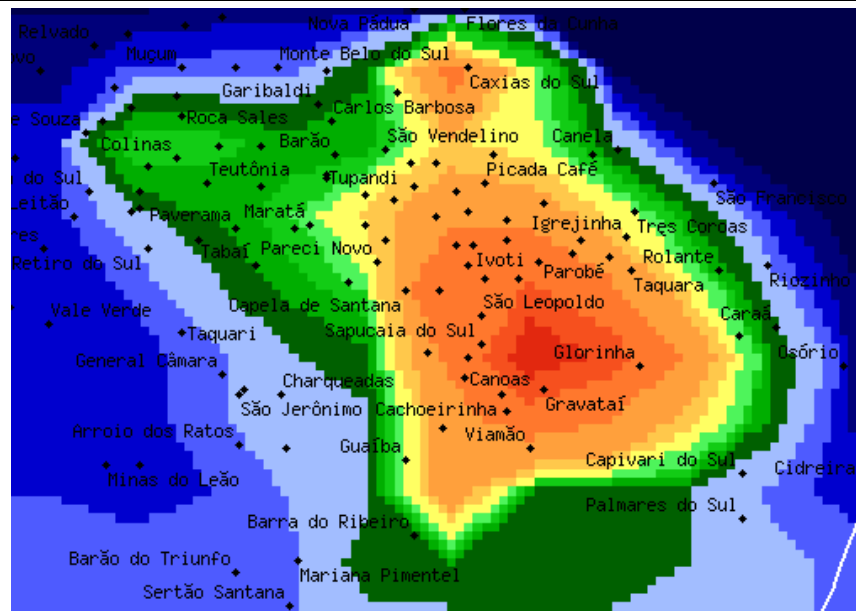 Nova Pádua
Flores da Cunha
Relvado
Muçum
Monte Belo do Sul
Garibaldi
Caxias do Sul
Carlos Barbosa
e Souza
Roca Sales
Colinas
Barão
São Vendelino
Canela
do Sul
Teutônia
Tupandi
Picada Café
São Francisco
Leitão
Paverama
Maratá
Igrejinha
Três Coroas
res
Tabaí
Pareci Novo
Retiro do Sul
Ivoti
Parobé
Rolante
Taquara
Riozinho
Vale Verde
Capela de Santana
São Leopoldo
Caraá
Taquari
Sapucaia do Sul
General Câmara
Glorinha
Osório
Charqueadas
Canoas
São Jerônimo
Cachoeirinha
Gravataí
Arroio dos Ratos
Guaíba
Viamão
Minas do Leão
Capivari do Sul
Cidreira
Barra do Ribeiro
Palmares do Sul
Barão do Triunfo
Mariana Pimentel
Sertão Santana